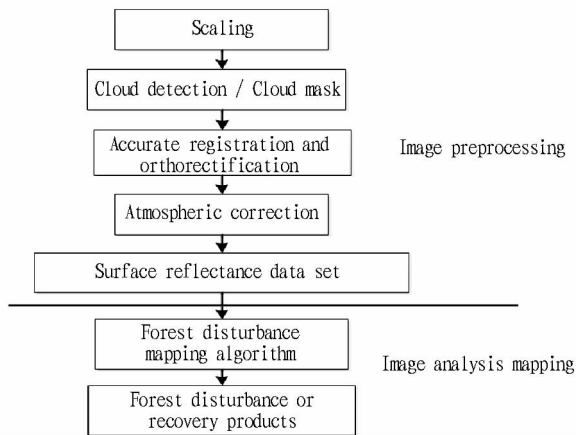 Scaling
Cloud detection / Cloud mask
Accurate registration and
orthorectification
Image preprocessing
Atmospheric correction
Surface reflectance data set
Forest disturbance
mapping algorithm
Image analysis mapping
Forest disturbance or
recovery products